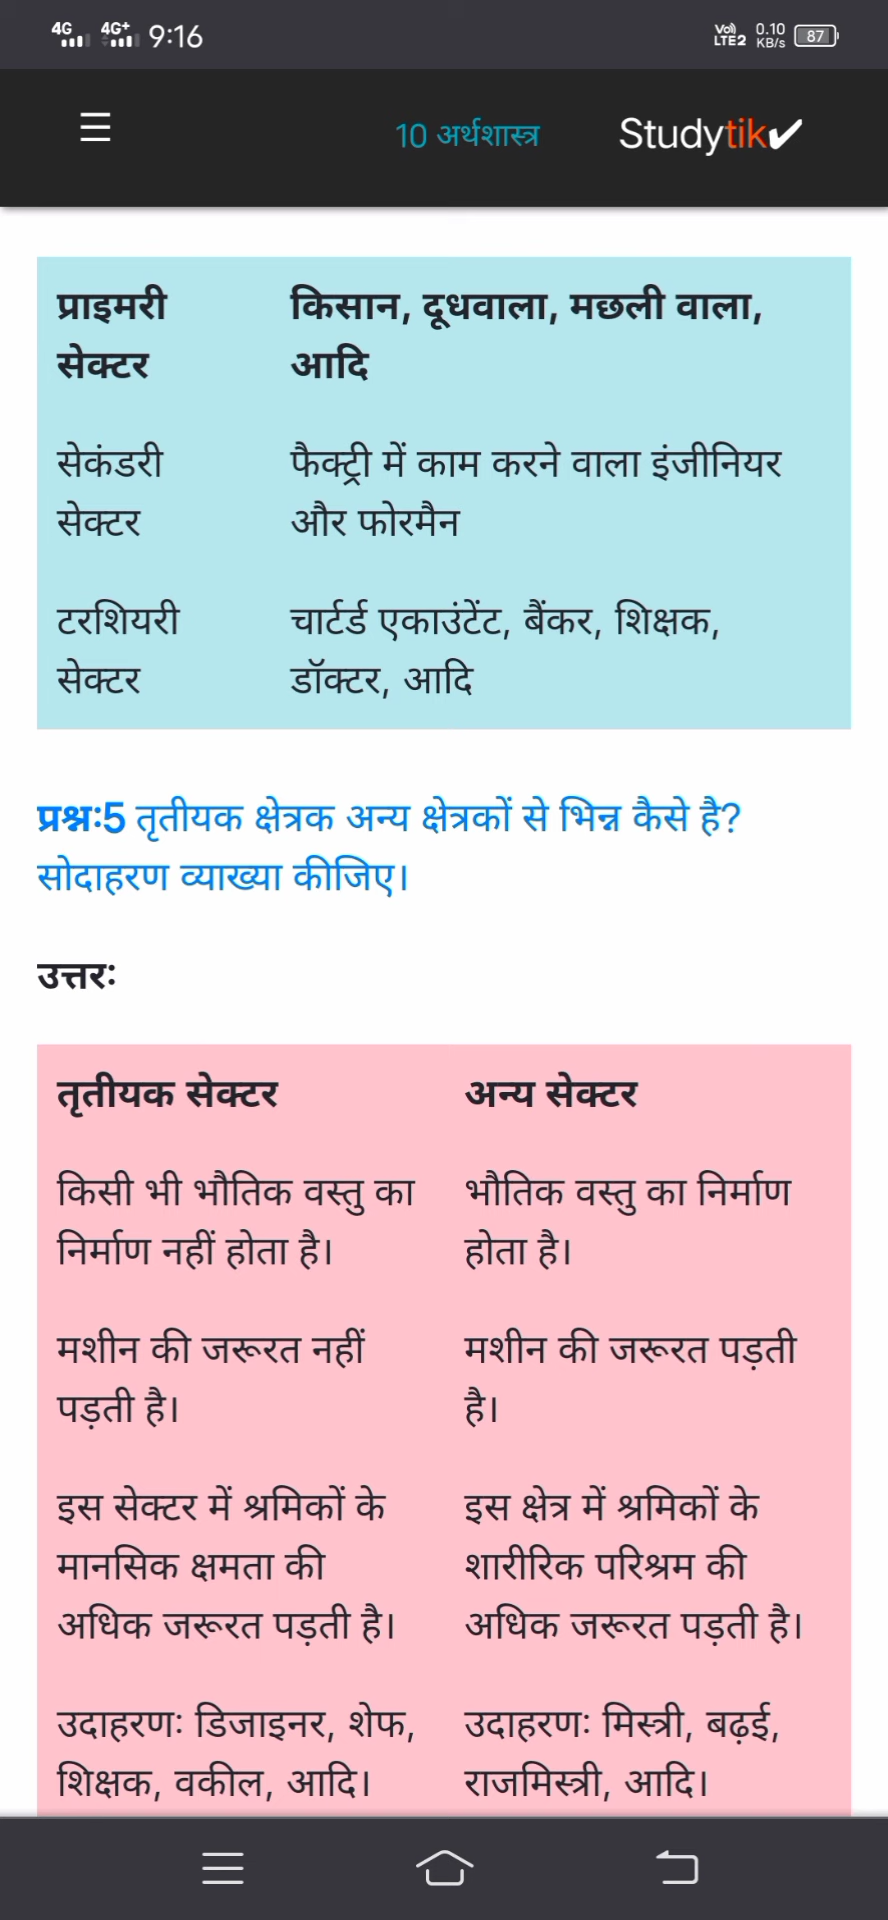 4G 4G+ 9:16 Vo) LTE2 0.10 KB/s 87
10 अर्थशास्त्र Studytik✔
प्राइमरी किसान, दूधवाला, मछली वाला,
सेक्टर आदि
सेकंडरी फैक्ट्री में काम करने वाला इंजीनियर
सेक्टर और फोरमैन
टरशियरी चार्टर्ड एकाउंटेंट, बैंकर, शिक्षक,
सेक्टर डॉक्टर, आदि
प्रश्न:5 तृतीयक क्षेत्रक अन्य क्षेत्रकों से भिन्न कैसे है?
सोदाहरण व्याख्या कीजिए।
उत्तर:
तृतीयक सेक्टर अन्य सेक्टर
किसी भी भौतिक वस्तु का भौतिक वस्तु का निर्माण
निर्माण नहीं होता है। होता है।
मशीन की जरूरत नहीं मशीन की जरूरत पड़ती
पड़ती है। है।
इस सेक्टर में श्रमिकों के इस क्षेत्र में श्रमिकों के
मानसिक क्षमता की शारीरिक परिश्रम की
अधिक जरूरत पड़ती है। अधिक जरूरत पड़ती है।
उदाहरण: डिजाइनर, शेफ, उदाहरण: मिस्त्री, बढ़ई,
शिक्षक, वकील, आदि। राजमिस्त्री, आदि।